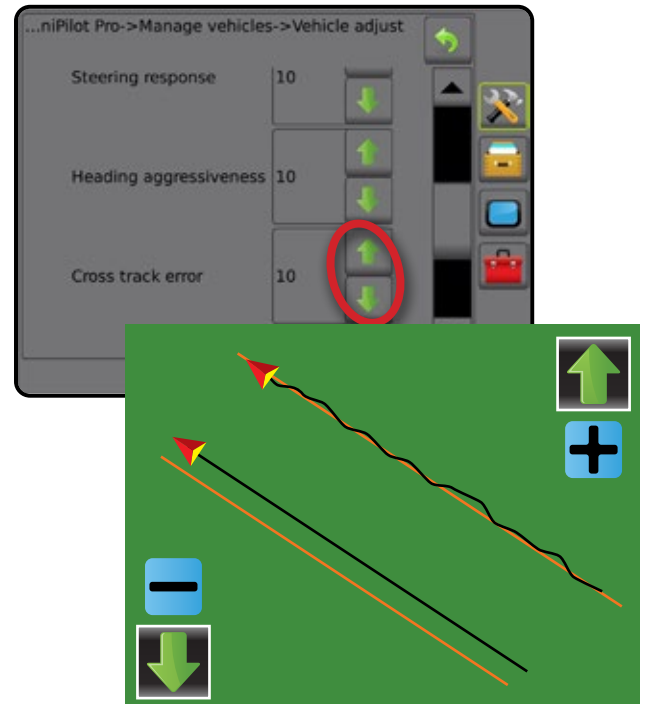 ...niPilot Pro->Manage vehicles->Vehicle adjust
Steering response 10
Heading aggressiveness 10
Cross track error 10